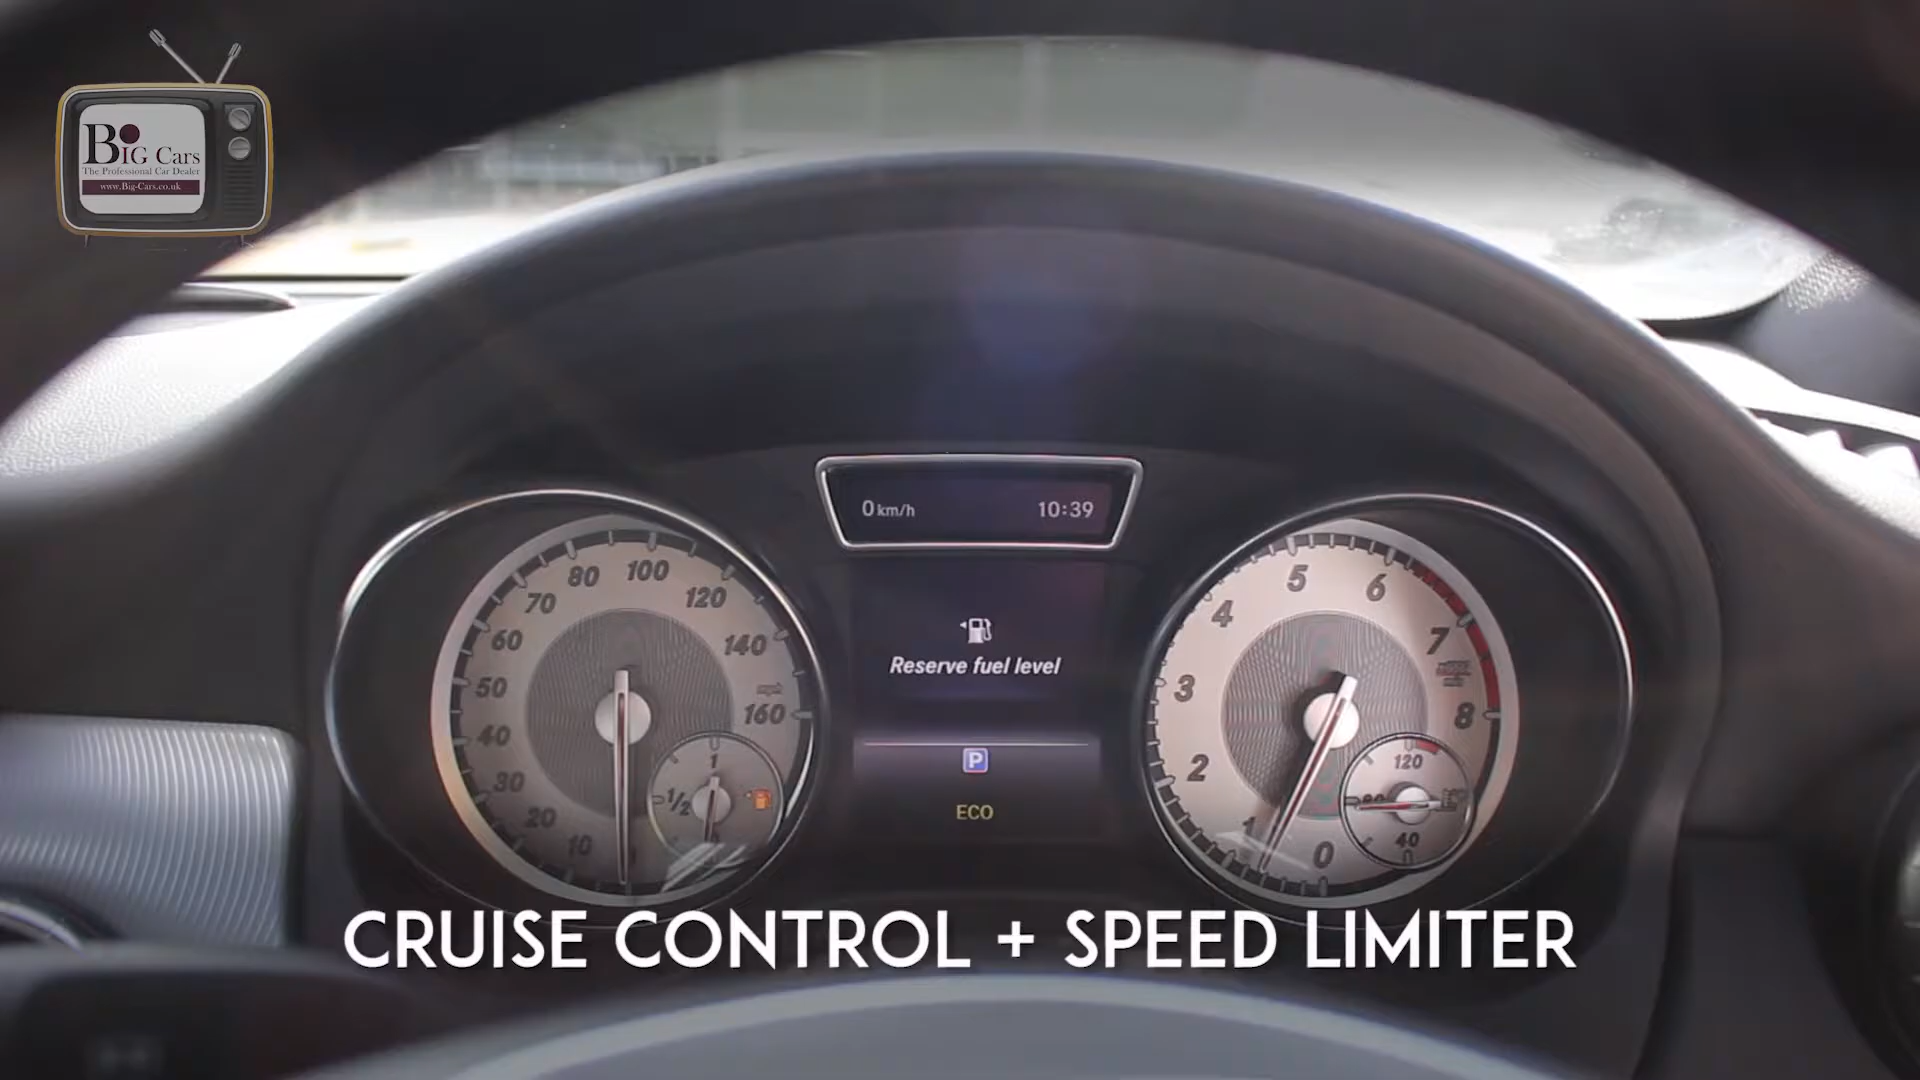 BIG Cars
The Professional Car Dealer
www.Big-Cars.co.uk
0 km/h 10:39
Reserve fuel level
P
ECO
10
20
30
40
50
60
70
80
100
120
140
160
mph
1/2
1
0
1
2
3
4
5
6
7
8
40
120
CRUISE CONTROL + SPEED LIMITER